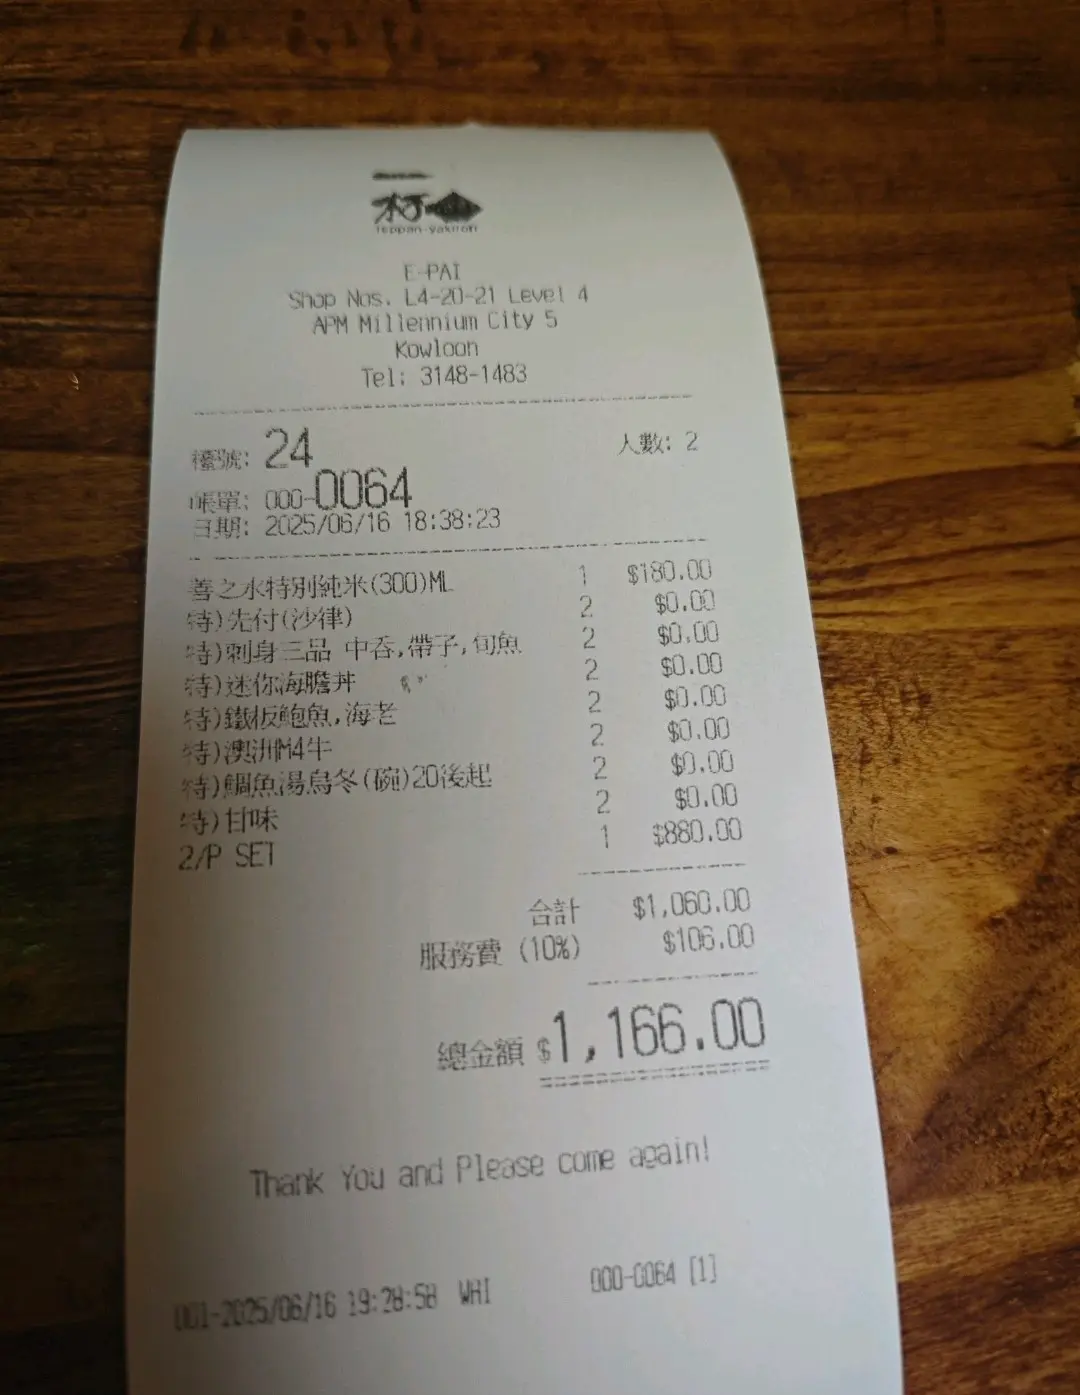 一
柯山
Teppan-yakitori
E-PAI
Shop Nos. L4-20-21 Level 4
APM Millennium City 5
Kowloon
Tel: 3148-1483
檯號: 24 人數: 2
帳單: 000-0064
日期: 2025/06/16 18:38:23
善之水特別純米(300)ML 1 $180.00
特)先付(沙律) 2 $0.00
特)刺身三品 中吞,帶子,旬魚 2 $0.00
特)迷你海膽丼 2 $0.00
特)鐵板鮑魚,海老 2 $0.00
特)澳洲M4牛 2 $0.00
特)鯛魚湯烏冬(碗)20後起 2 $0.00
特)甘味 2 $0.00
2/P SET 1 $880.00
合計 $1,060.00
服務費 (10%) $106.00
總金額 $1,166.00
Thank You and Please come again!
001-2025/06/16 19:28:58 WAI 000-0064 [1]